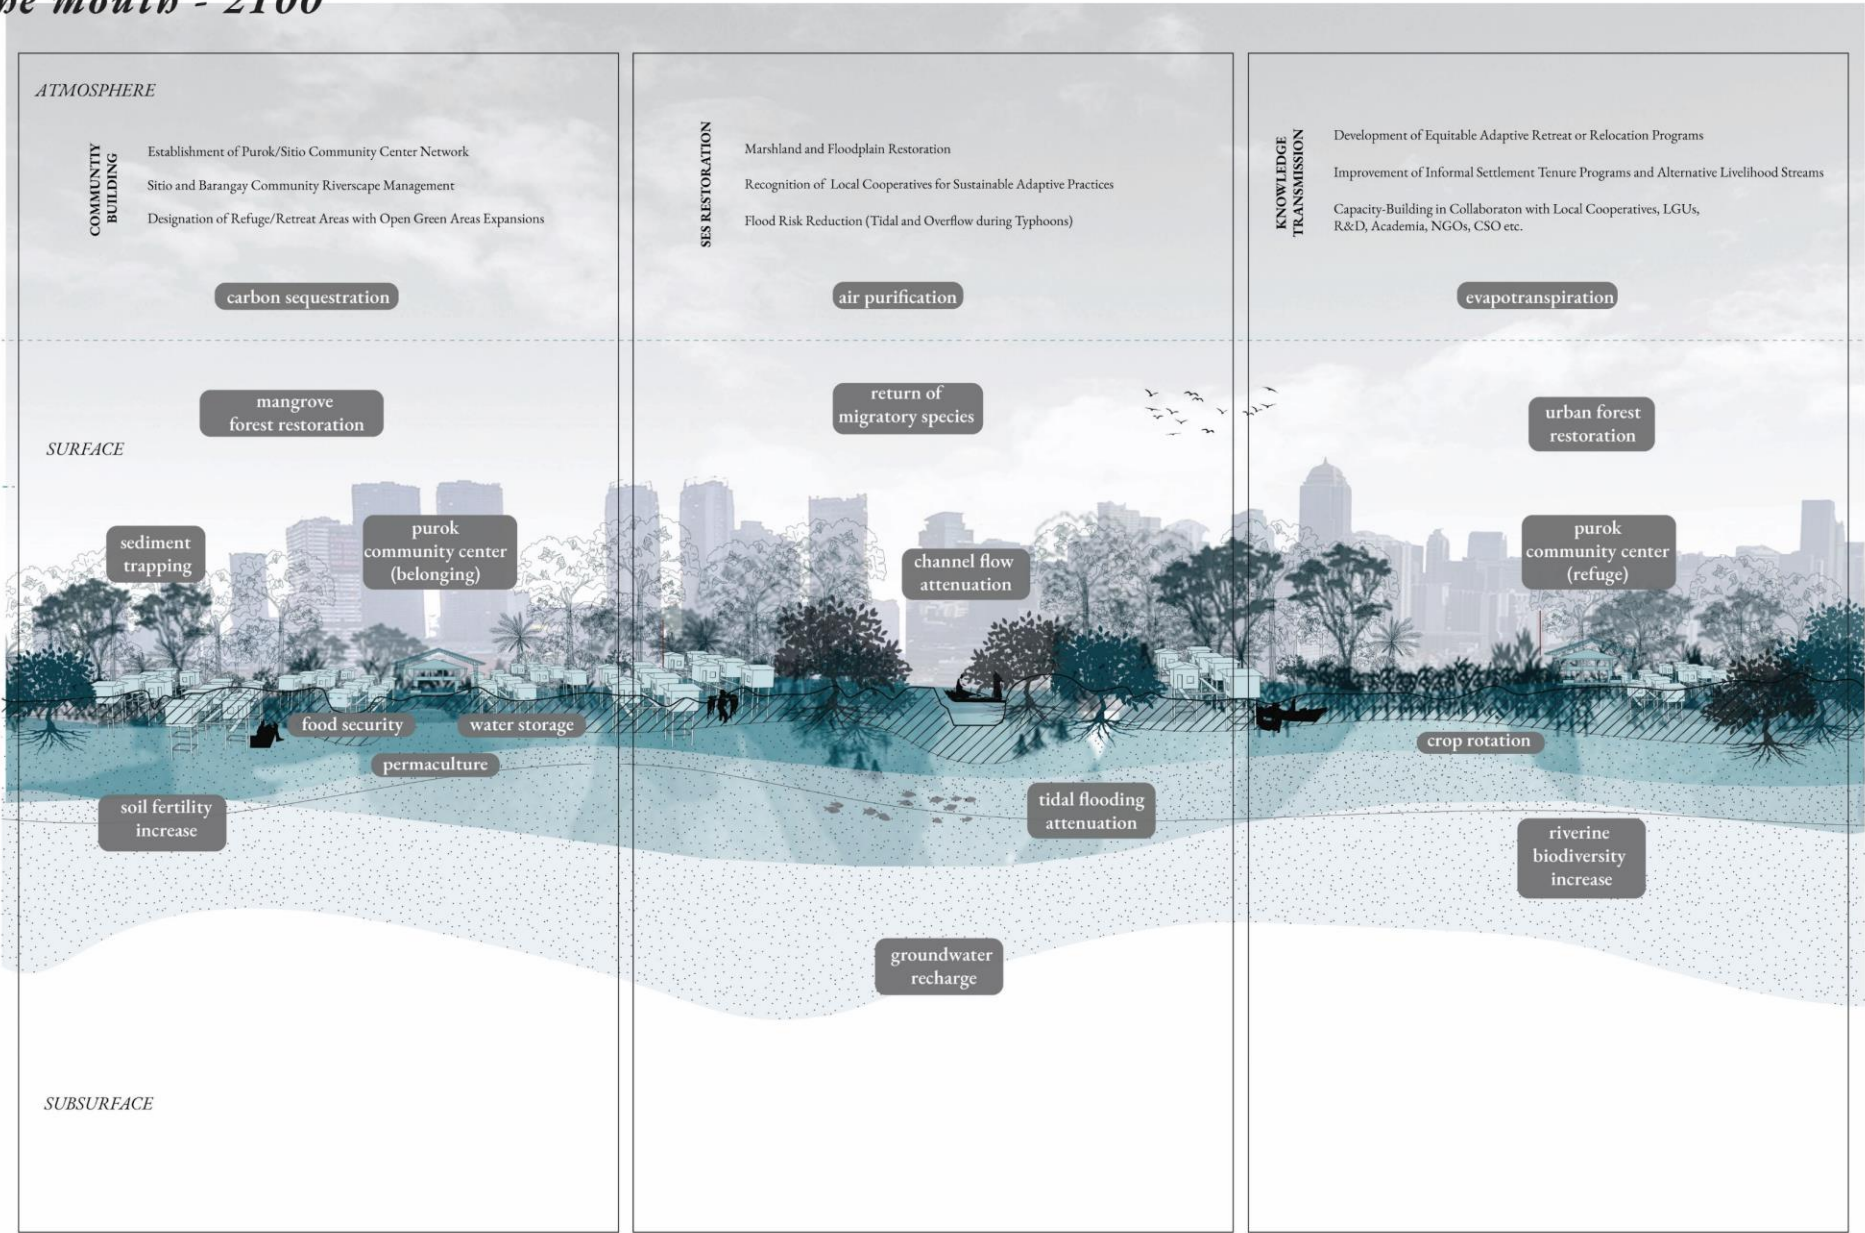 he mouth - 2100
ATMOSPHERE
COMMUNTIY
BUILDING
Establishment of Purok/Sitio Community Center Network
Sitio and Barangay Community Riverscape Management
Designation of Refuge/Retreat Areas with Open Green Areas Expansions
carbon sequestration
SES RESTORATION
Marshland and Floodplain Restoration
Recognition of Local Cooperatives for Sustainable Adaptive Practices
Flood Risk Reduction (Tidal and Overflow during Typhoons)
air purification
KNOWLEDGE
TRANSMISSION
Development of Equitable Adaptive Retreat or Relocation Programs
Improvement of Informal Settlement Tenure Programs and Alternative Livelihood Streams
Capacity-Building in Collaboraton with Local Cooperatives, LGUs,
R&D, Academia, NGOs, CSO etc.
evapotranspiration
SURFACE
mangrove
forest restoration
sediment
trapping
purok
community center
(belonging)
food security
water storage
permaculture
soil fertility
increase
return of
migratory species
channel flow
attenuation
tidal flooding
attenuation
groundwater
recharge
urban forest
restoration
purok
community center
(refuge)
crop rotation
riverine
biodiversity
increase
SUBSURFACE